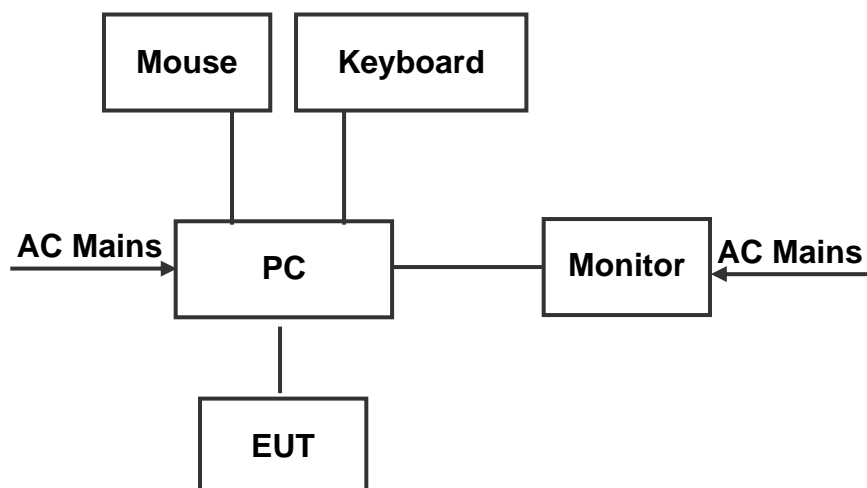 Mouse
Keyboard
AC Mains
PC
Monitor
AC Mains
EUT